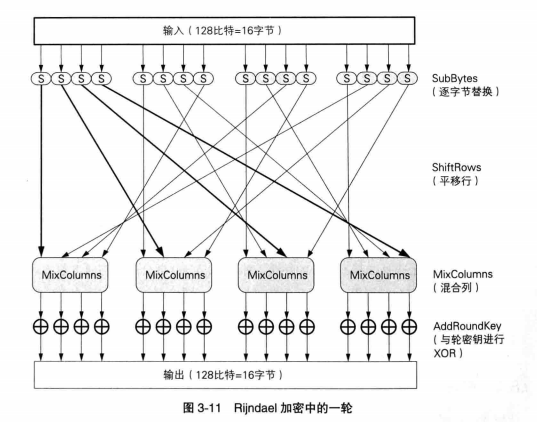 输入（128比特=16字节）
S S S S S S S S S S S S S S S S
SubBytes
（逐字节替换）
ShiftRows
（平移行）
MixColumns MixColumns MixColumns MixColumns
MixColumns
（混合列）
AddRoundKey
（与轮密钥进行
XOR）
输出（128比特=16字节）
图 3-11 Rijndael 加密中的一轮